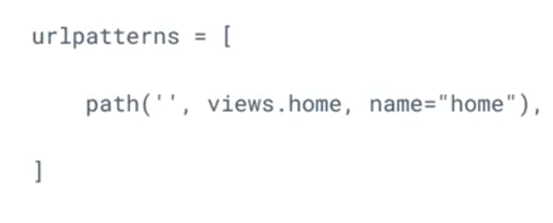 urlpatterns = [
    path('', views.home, name="home"),
]